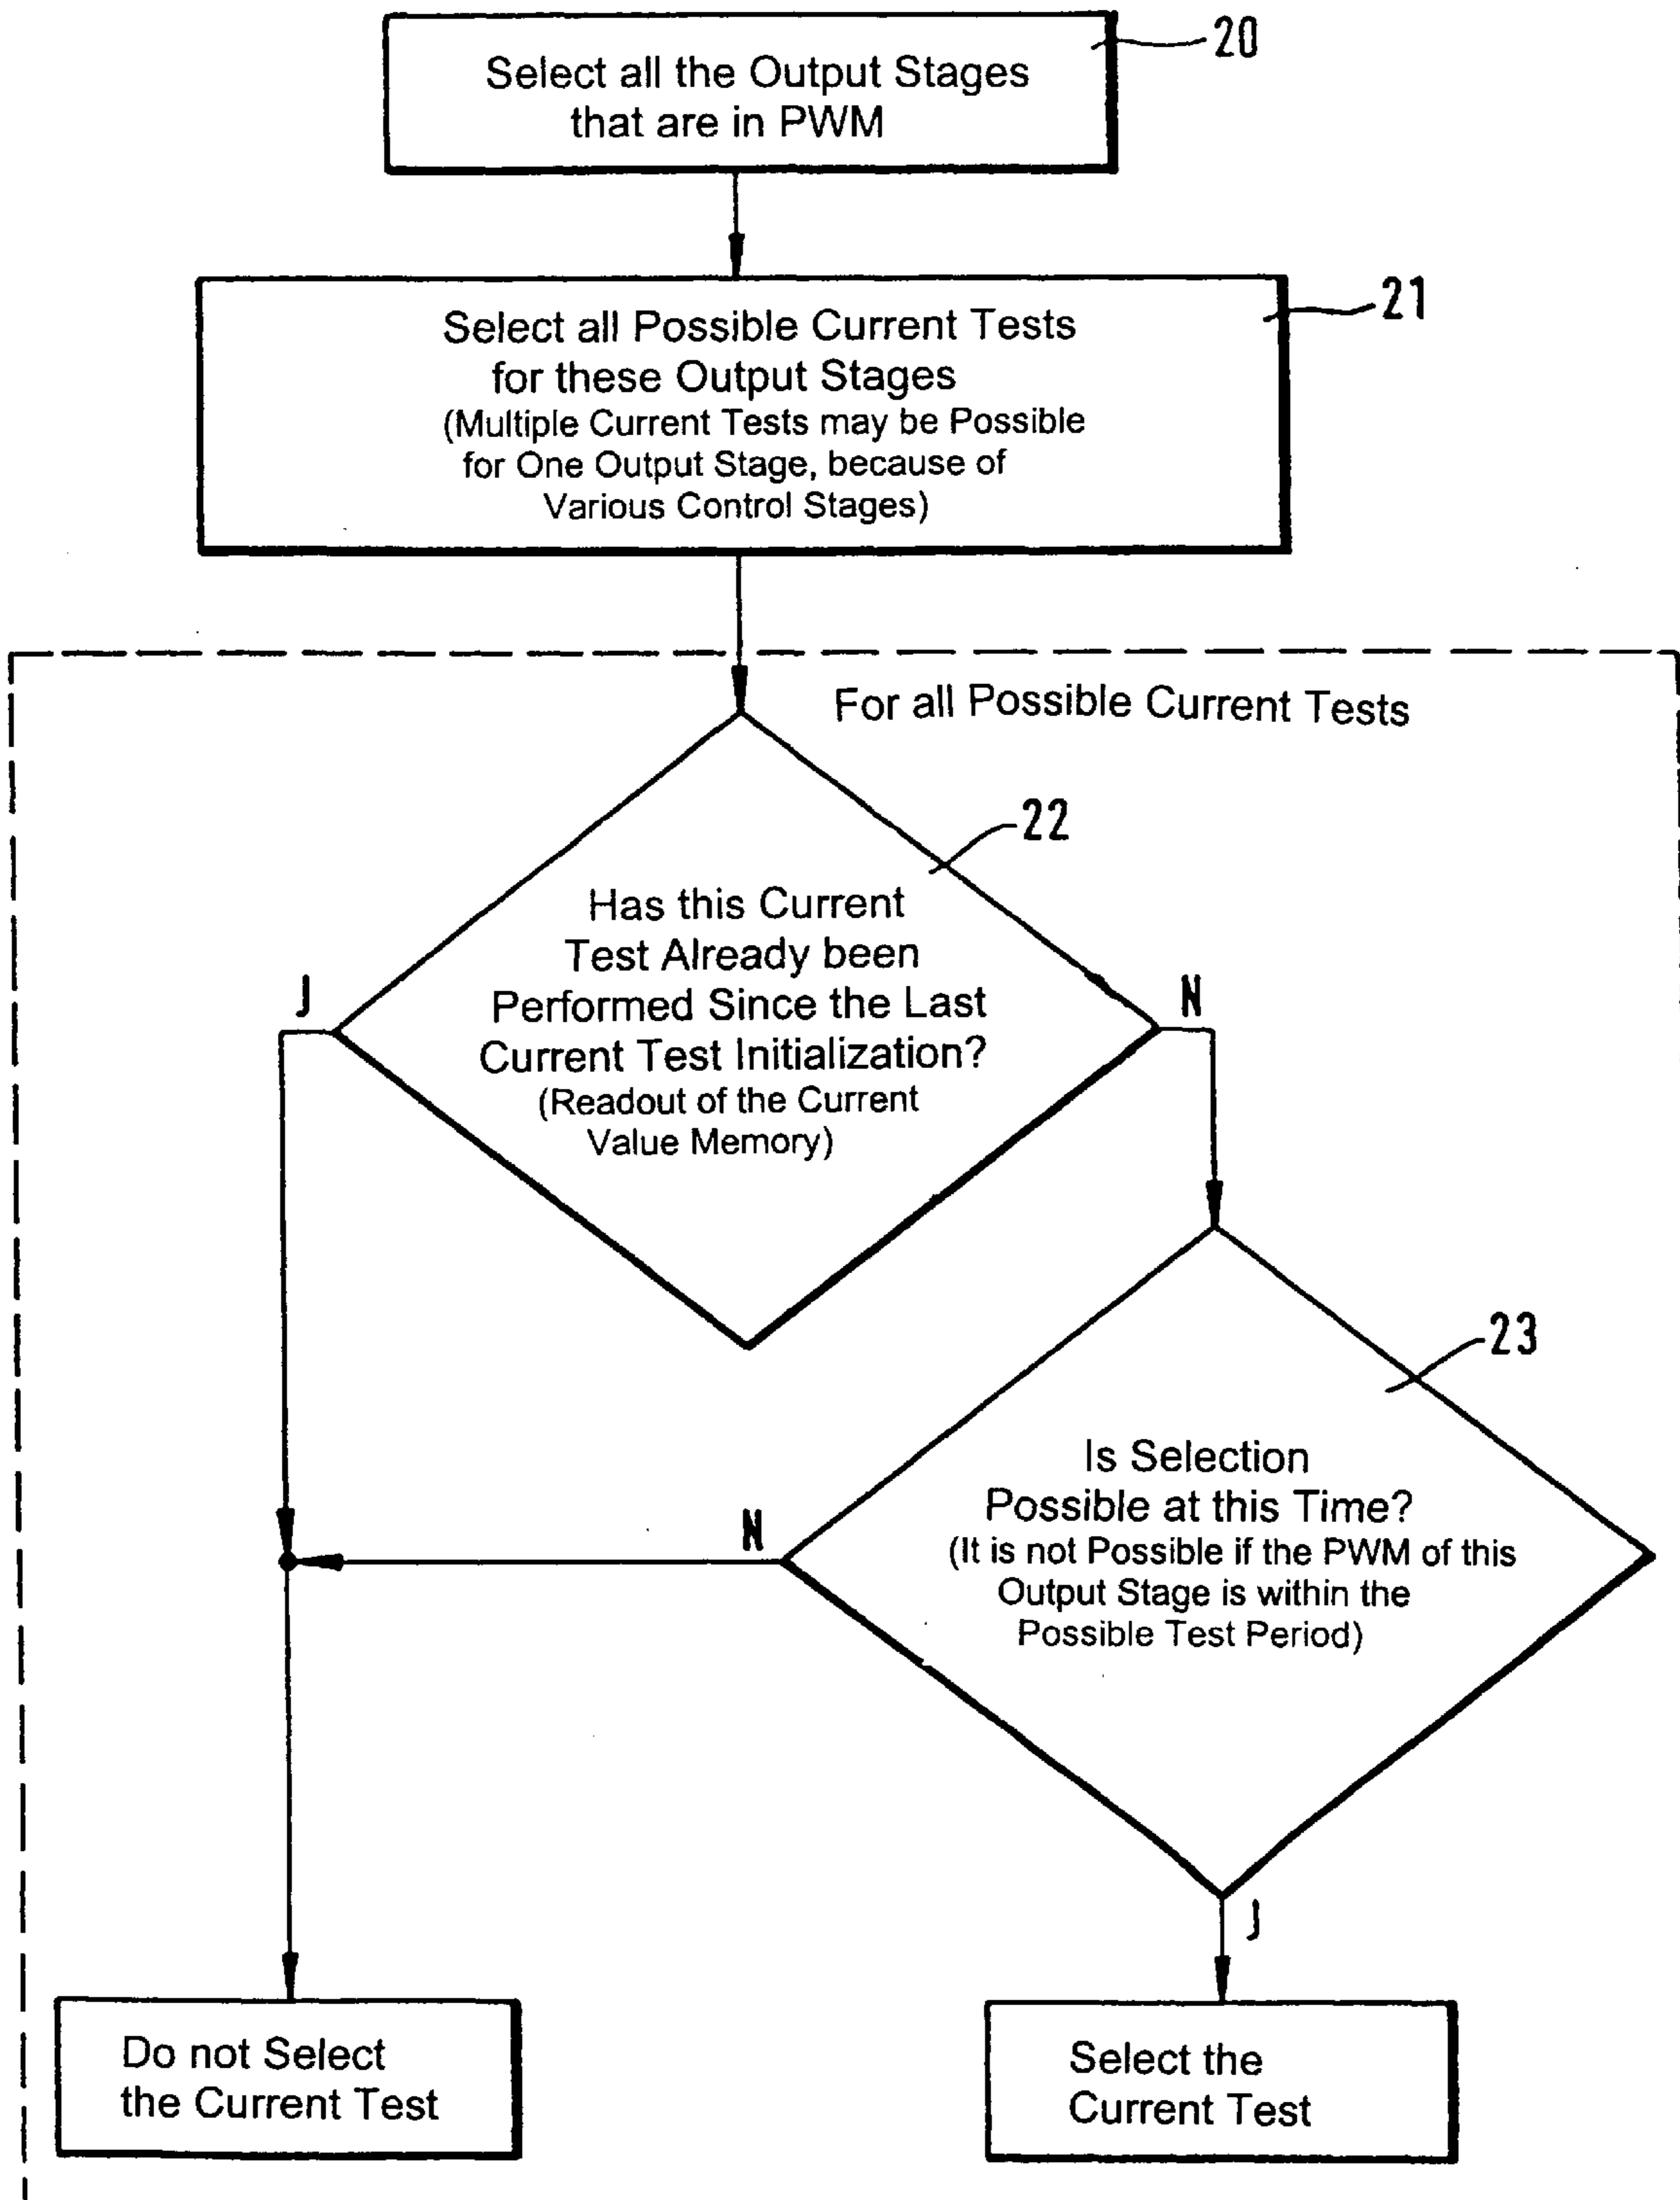 Select all the Output Stages
that are in PWM
20
Select all Possible Current Tests
for these Output Stages
(Multiple Current Tests may be Possible
for One Output Stage, because of
Various Control Stages)
21
For all Possible Current Tests
22
Has this Current
Test Already been
Performed Since the Last
Current Test Initialization?
(Readout of the Current
Value Memory)
J
N
23
Is Selection
Possible at this Time?
(It is not Possible if the PWM of this
Output Stage is within the
Possible Test Period)
N
J
Do not Select
the Current Test
Select the
Current Test